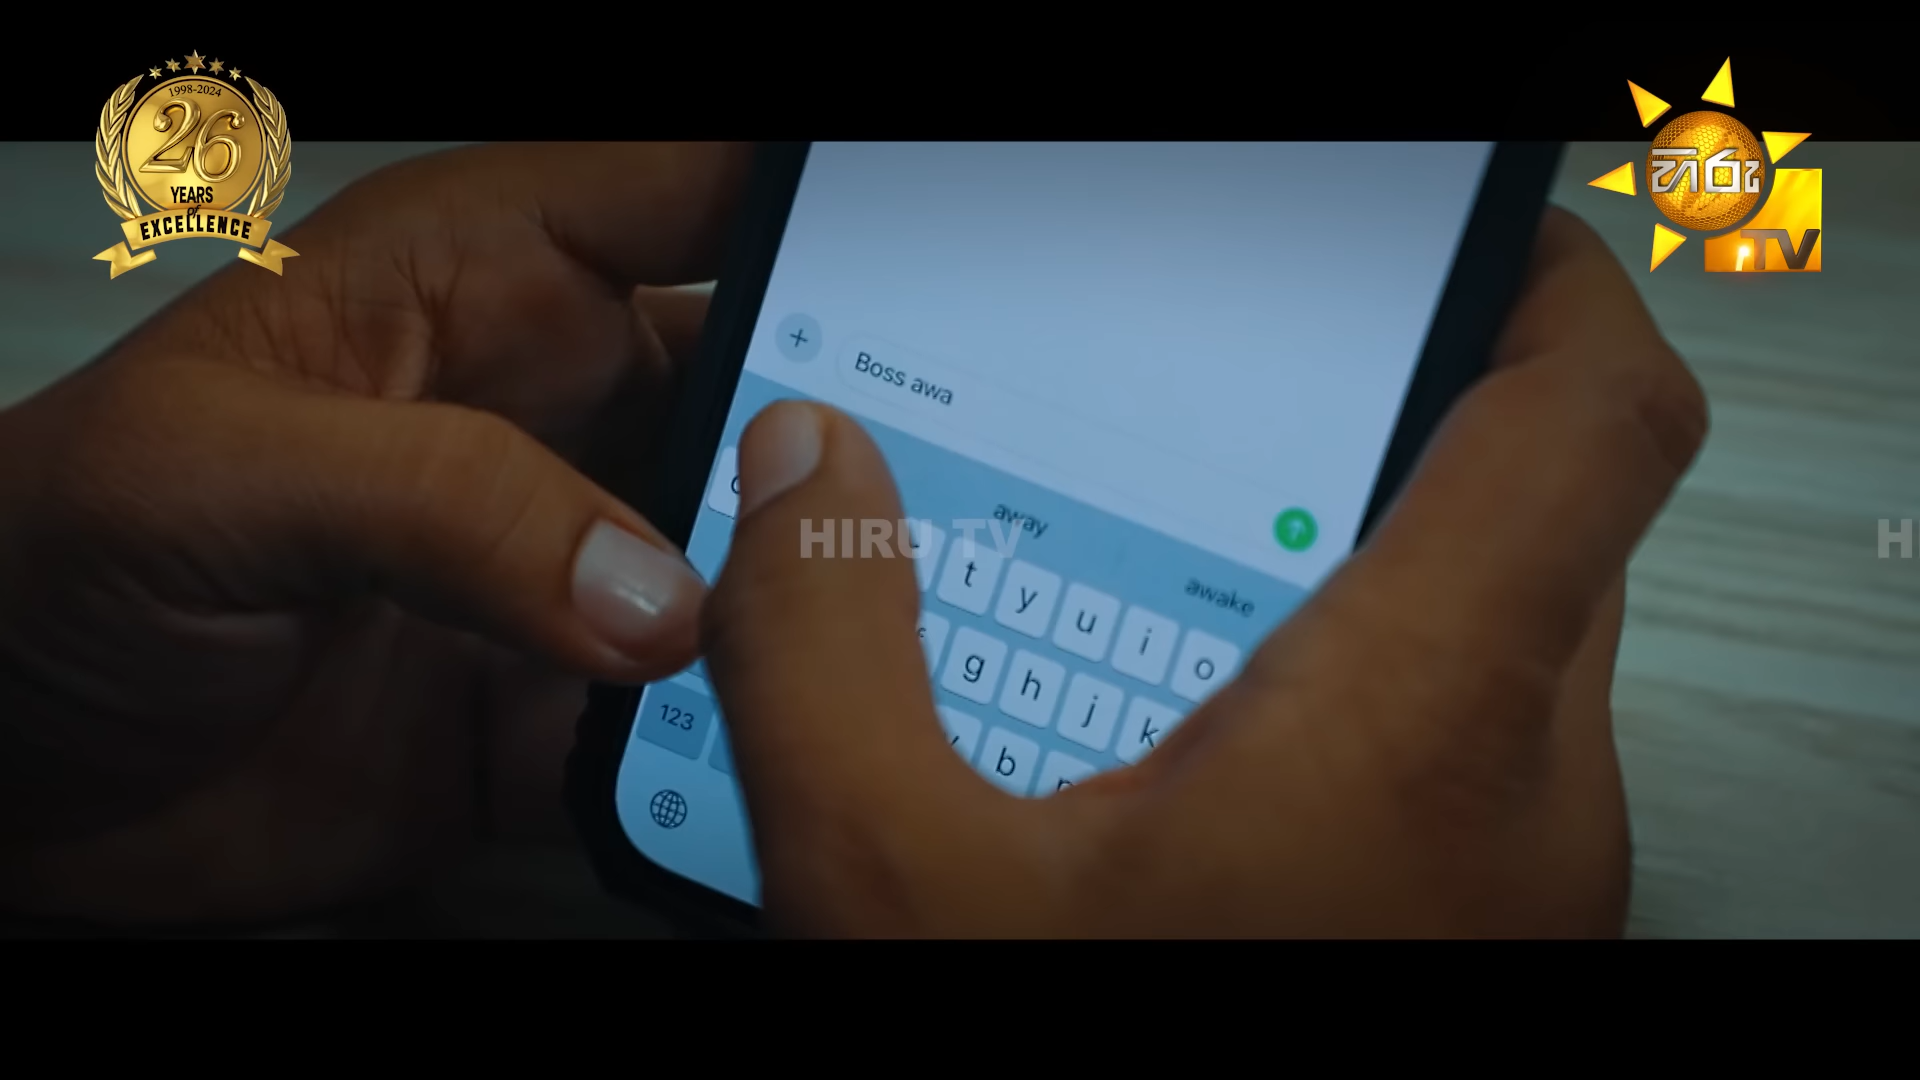 1998-2024
26
YEARS
of
EXCELLENCE
හිරු
TV
Boss awa
away
awake
HIRU TV
H
t y u i o
g h j k
b
123